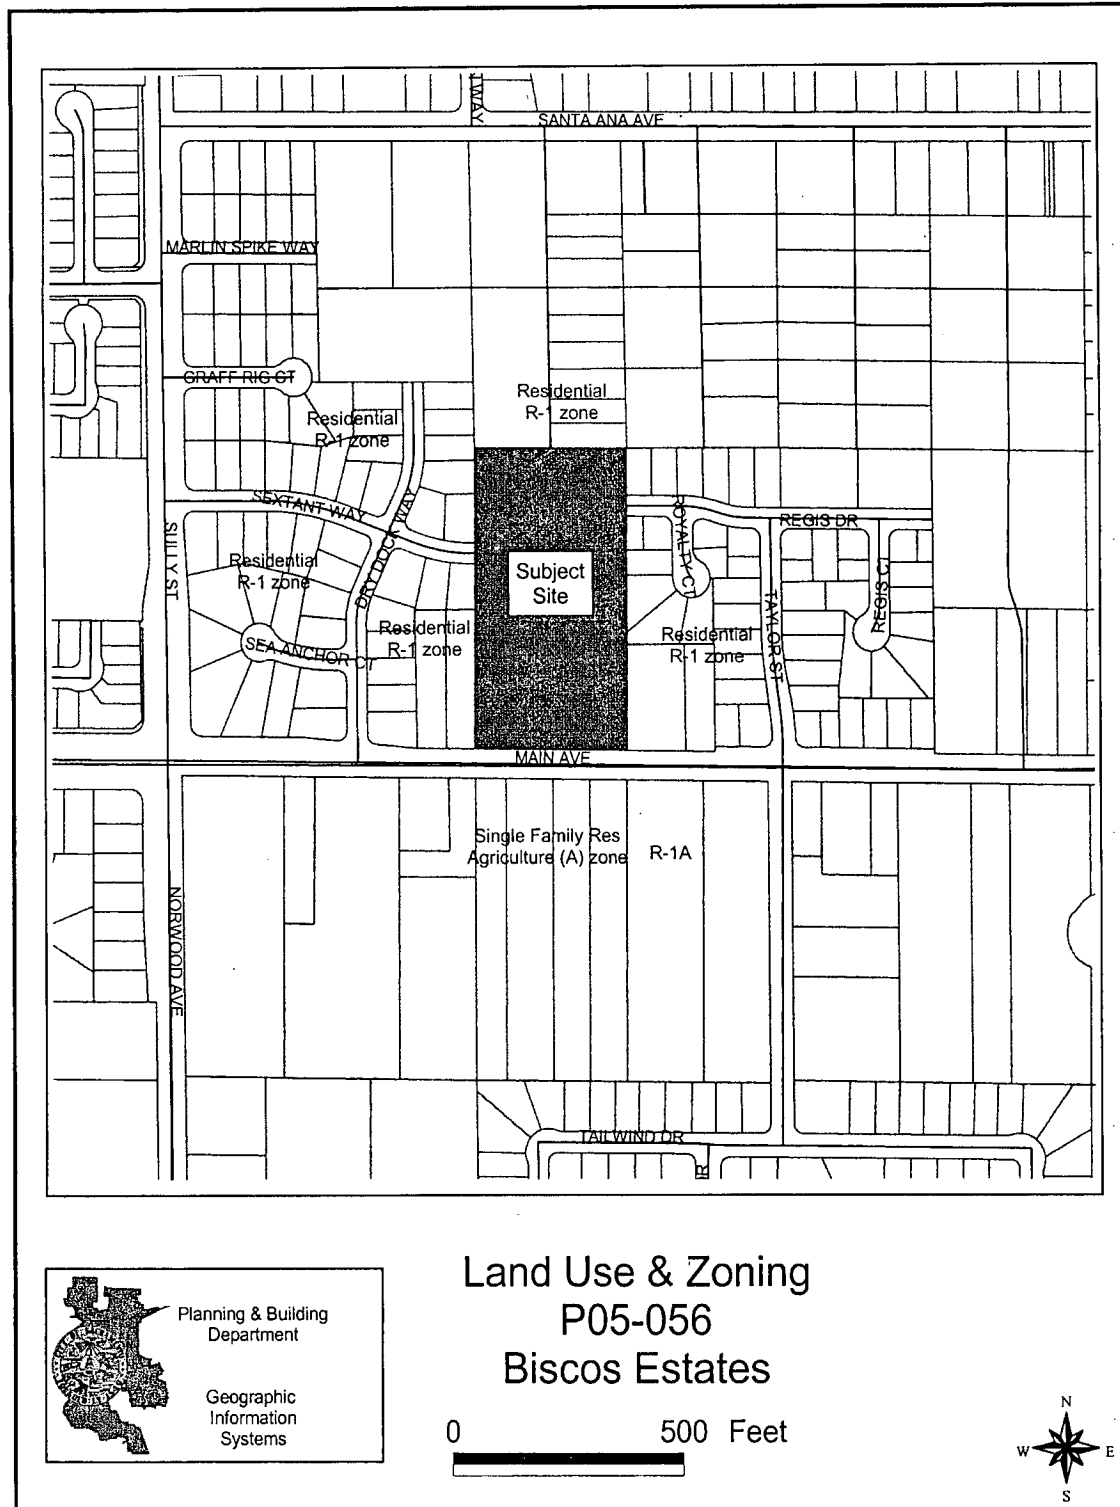 WAY
SANTA ANA AVE
MARLIN SPIKE WAY
GRAFF RIG CT
Residential
R-1 zone
Residential
R-1 zone
SEXTANT WAY
DRY DOCK WAY
SULLY ST
ROYALTY CT
REGIS DR
REGIS CT
TAYLOR ST
Residential
R-1 zone
Subject
Site
Residential
R-1 zone
Residential
R-1 zone
SEA ANCHOR CT
MAIN AVE
Single Family Res
Agriculture (A) zone
R-1A
NORWOOD AVE
TAILWIND DR
R
Planning & Building
Department
Geographic
Information
Systems
Land Use & Zoning
P05-056
Biscos Estates
0 500 Feet
N
W E
S